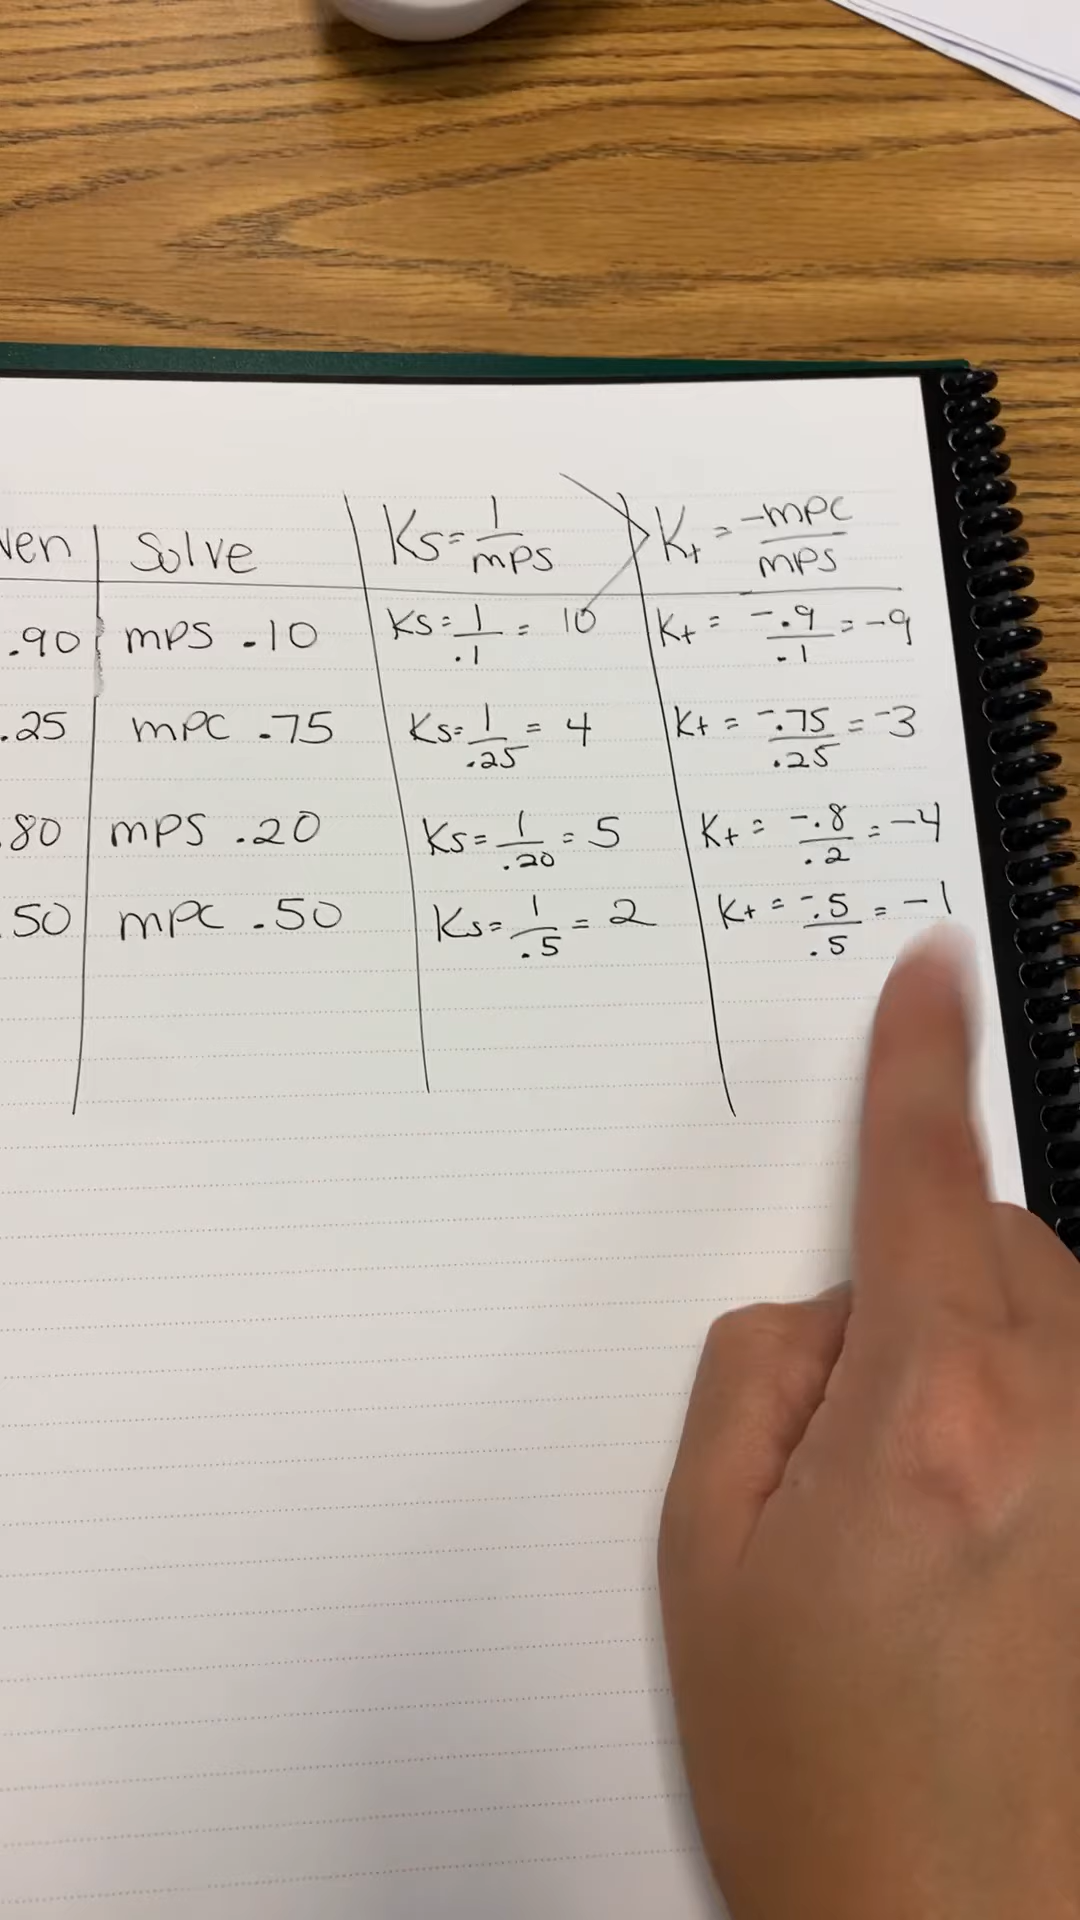 ven | Solve | Ks = 1/mps | Kt = -mpc/mps
.90 | mps .10 | Ks = 1/.1 = 10 | Kt = -.9/.1 = -9
.25 | mpc .75 | Ks = 1/.25 = 4 | Kt = -.75/.25 = -3
.80 | mps .20 | Ks = 1/.20 = 5 | Kt = -.8/.2 = -4
.50 | mpc .50 | Ks = 1/.5 = 2 | Kt = -.5/.5 = -1